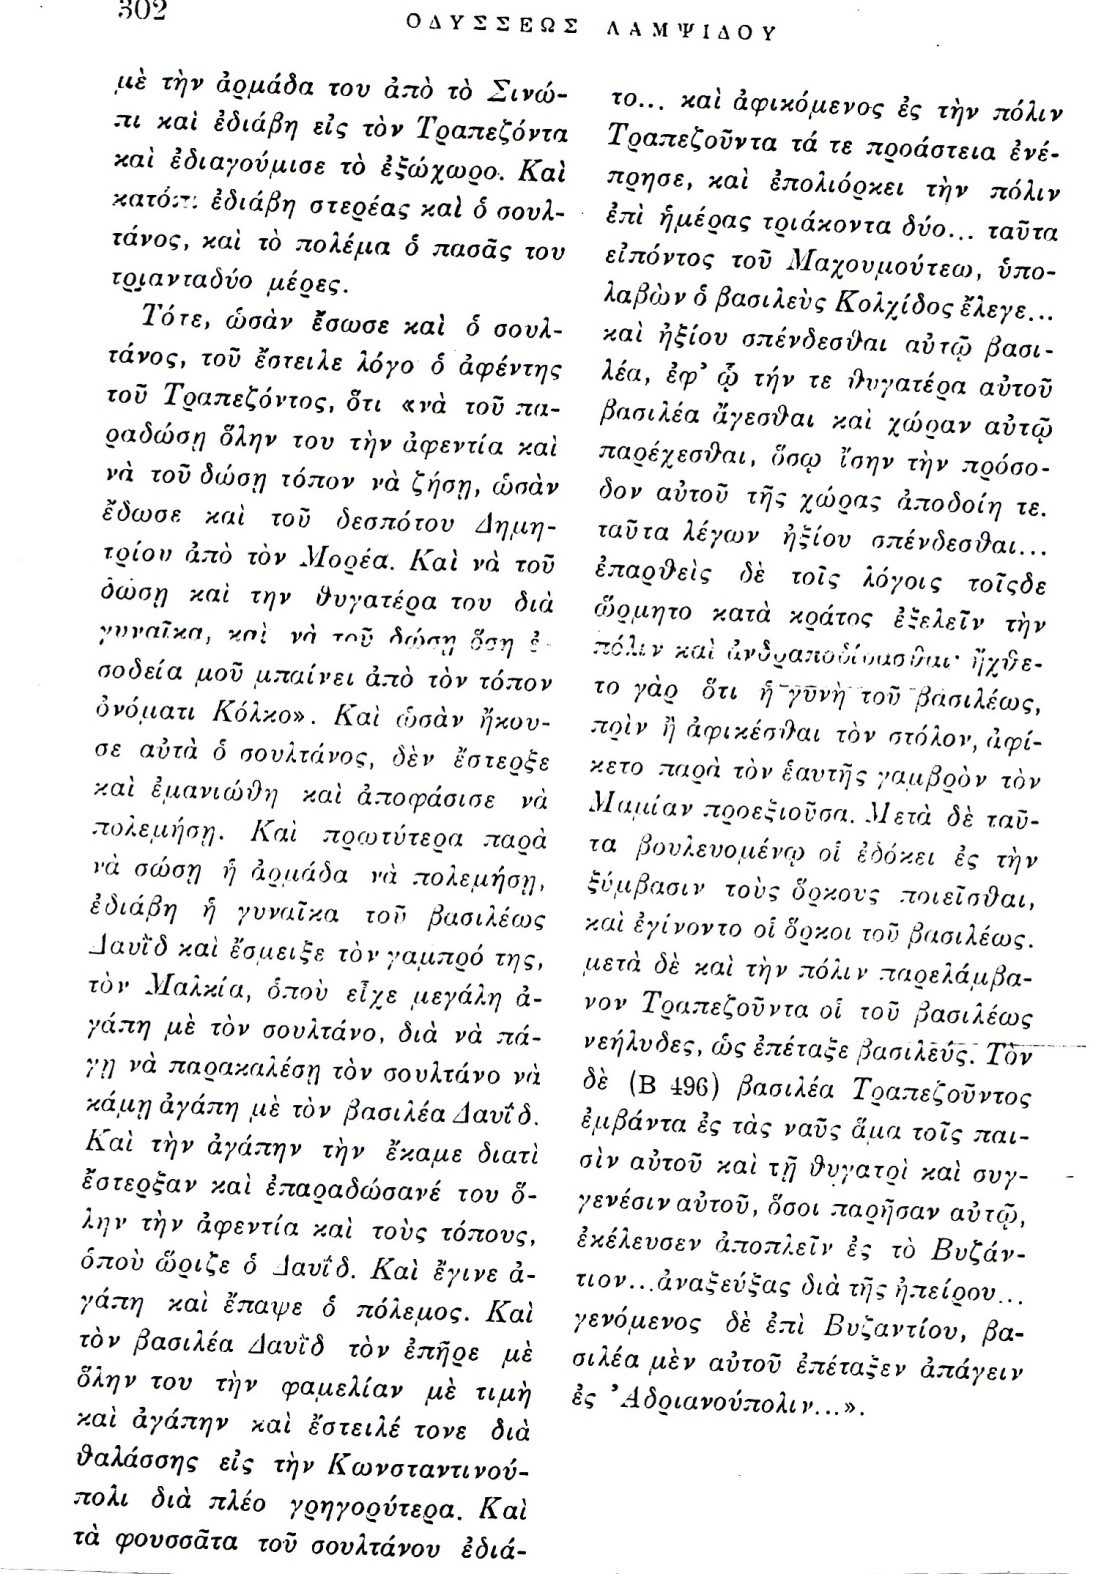 302
ΟΔΥΣΣΕΩΣ ΛΑΜΨΙΔΟΥ
μὲ τὴν ἀρμάδα του ἀπὸ τὸ Σινώ-
πι καὶ ἐδιάβη εἰς τὸν Τραπεζόντα
καὶ ἐδιαγούμισε τὸ ἐξώχωρο. Καὶ
κατόπι ἐδιάβη στερέας καὶ ὁ σουλ-
τάνος, καὶ τὸ πολέμα ὁ πασᾶς του
τριανταδύο μέρες.
Τότε, ὡσὰν ἔσωσε καὶ ὁ σουλ-
τάνος, τοῦ ἔστειλε λόγο ὁ ἀφέντης
τοῦ Τραπεζόντος, ὅτι «νὰ τοῦ πα-
ραδώσῃ ὅλην του τὴν ἀφεντία καὶ
νὰ τοῦ δώσῃ τόπον νὰ ζήσῃ, ὡσὰν
ἔδωσε καὶ τοῦ δεσπότου Δημη-
τρίου ἀπὸ τὸν Μορέα. Καὶ νὰ τοῦ
δώσῃ καὶ την θυγατέρα του διὰ
γυναῖκα, καὶ νὰ τοῦ δώσῃ ὅση ἐ-
σοδεία μοῦ μπαίνει ἀπὸ τὸν τόπον
ὀνόματι Κόλκο». Καὶ ὡσὰν ἤκου-
σε αὐτὰ ὁ σουλτάνος, δὲν ἔστερξε
καὶ ἐμανιώθη καὶ ἀποφάσισε νὰ
πολεμήσῃ. Καὶ πρωτύτερα παρὰ
νὰ σώσῃ ἡ ἀρμάδα νὰ πολεμήσῃ,
ἐδιάβη ἡ γυναῖκα τοῦ βασιλέως
Δαυῒδ καὶ ἔσμειξε τὸν γαμπρό της,
τὸν Μαλκία, ὁποὺ εἶχε μεγάλη ἀ-
γάπη μὲ τὸν σουλτάνο, διὰ νὰ πά-
γῃ νὰ παρακαλέσῃ τὸν σουλτάνο νὰ
κάμῃ ἀγάπη μὲ τὸν βασιλέα Δαυΐδ.
Καὶ τὴν ἀγάπην τὴν ἔκαμε διατὶ
ἔστερξαν καὶ ἐπαραδώσανέ του ὅ-
λην τὴν ἀφεντία καὶ τοὺς τόπους,
ὁποὺ ὥριζε ὁ Δαυΐδ. Καὶ ἔγινε ἀ-
γάπη καὶ ἔπαψε ὁ πόλεμος. Καὶ
τὸν βασιλέα Δαυῒδ τὸν ἐπῆρε μὲ
ὅλην του τὴν φαμελίαν μὲ τιμὴ
καὶ ἀγάπην καὶ ἔστειλέ τονε διὰ
θαλάσσης εἰς τὴν Κωνσταντινού-
πολι διὰ πλέο γρηγορύτερα. Καὶ
τὰ φουσσᾶτα τοῦ σουλτάνου ἐδιά-
το... καὶ ἀφικόμενος ἐς τὴν πόλιν
Τραπεζοῦντα τά τε προάστεια ἐνέ-
πρησε, καὶ ἐπολιόρκει τὴν πόλιν
ἐπὶ ἡμέρας τριάκοντα δύο... ταῦτα
εἰπόντος τοῦ Μαχουμούτεω, ὑπο-
λαβὼν ὁ βασιλεὺς Κολχίδος ἔλεγε...
καὶ ἠξίου σπένδεσθαι αὐτῷ βασι-
λέα, ἐφ’ ᾧ τήν τε θυγατέρα αὐτοῦ
βασιλέα ἄγεσθαι καὶ χώραν αὐτῷ
παρέχεσθαι, ὅσῳ ἴσην τὴν πρόσο-
δον αὐτοῦ τῆς χώρας ἀποδοίη τε.
ταῦτα λέγων ἠξίου σπένδεσθαι...
ἐπαρθεὶς δὲ τοῖς λόγοις τοῖςδε
ὥρμητο κατὰ κράτος ἐξελεῖν τὴν
πόλιν καὶ ἀνδραποδίσασθαι· ἤχθε-
το γὰρ ὅτι ἡ γυνὴ τοῦ βασιλέως,
πρὶν ἢ ἀφικέσθαι τὸν στόλον, ἀφί-
κετο παρὰ τὸν ἑαυτῆς γαμβρὸν τὸν
Μαμίαν προεξιοῦσα. Μετὰ δὲ ταῦ-
τα βουλευομένῳ οἱ ἐδόκει ἐς τὴν
ξύμβασιν τοὺς ὅρκους ποιεῖσθαι,
καὶ ἐγίνοντο οἱ ὅρκοι τοῦ βασιλέως.
μετὰ δὲ καὶ τὴν πόλιν παρελάμβα-
νον Τραπεζοῦντα οἱ τοῦ βασιλέως
νεήλυδες, ὡς ἐπέταξε βασιλεύς. Τὸν
δὲ (Β 496) βασιλέα Τραπεζοῦντος
ἐμβάντα ἐς τὰς ναῦς ἅμα τοῖς παι-
σὶν αὐτοῦ καὶ τῇ θυγατρὶ καὶ συγ-
γενέσιν αὐτοῦ, ὅσοι παρῆσαν αὐτῷ,
ἐκέλευσεν ἀποπλεῖν ἐς τὸ Βυζάν-
τιον...ἀναξεύξας διὰ τῆς ἠπείρου...
γενόμενος δὲ ἐπὶ Βυζαντίου, βα-
σιλέα μὲν αὐτοῦ ἐπέταξεν ἀπάγειν
ἐς ’Αδριανούπολιν...».